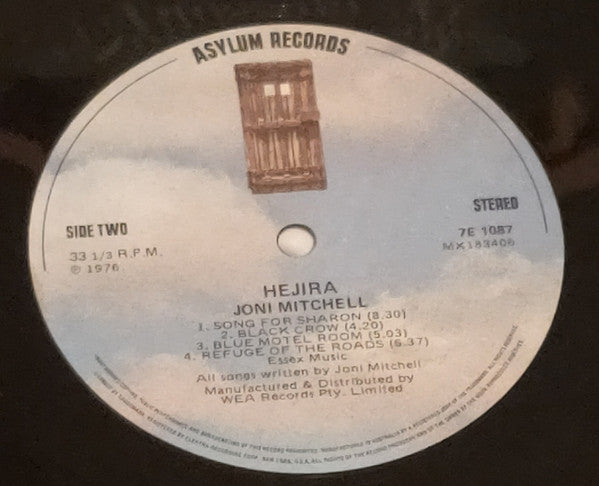 ASYLUM RECORDS
SIDE TWO
33 1/3 R.P.M.
℗ 1976
STEREO
7E 1087
MX183406
HEJIRA
JONI MITCHELL
1. SONG FOR SHARON (8.30)
2. BLACK CROW (4.20)
3. BLUE MOTEL ROOM (5.03)
4. REFUGE OF THE ROADS (6.37)
Essex Music
All songs written by Joni Mitchell
Manufactured & Distributed by
WEA Records Pty. Limited